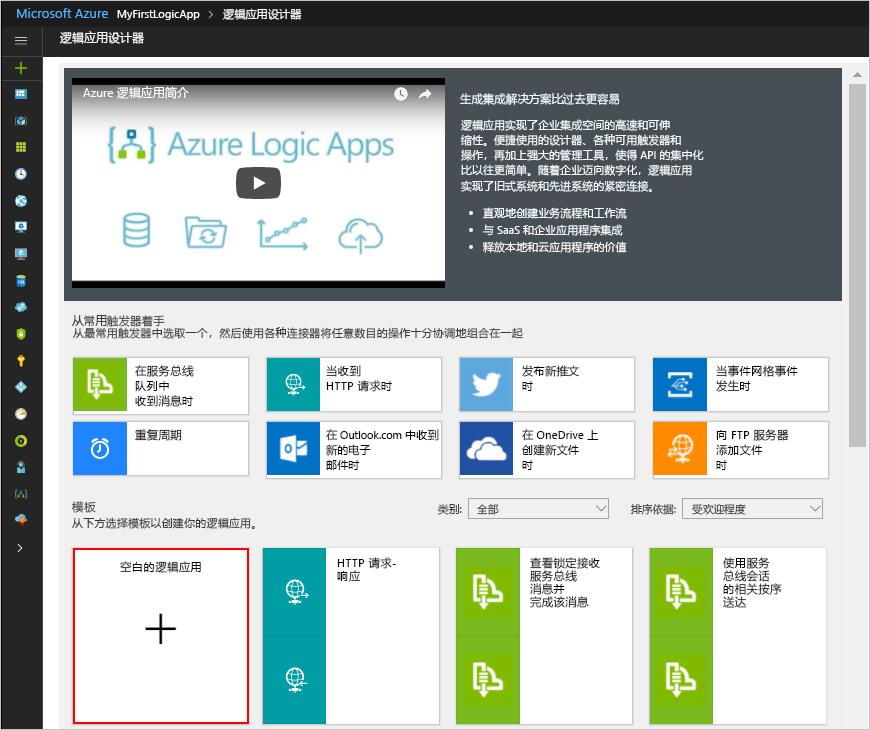 Microsoft Azure MyFirstLogicApp > 逻辑应用设计器
逻辑应用设计器
Azure 逻辑应用简介
Azure Logic Apps
生成集成解决方案比过去更容易
逻辑应用实现了企业集成空间的高速和可伸
缩性。便捷使用的设计器、各种可用触发器和
操作，再加上强大的管理工具，使得 API 的集中化
比以往更简单。随着企业迈向数字化，逻辑应用
实现了旧式系统和先进系统的紧密连接。
• 直观地创建业务流程和工作流
• 与 SaaS 和企业应用程序集成
• 释放本地和云应用程序的价值
从常用触发器着手
从最常用触发器中选取一个，然后使用各种连接器将任意数目的操作十分协调地组合在一起
在服务总线
队列中
收到消息时
当收到
HTTP 请求时
发布新推文
时
当事件网格事件
发生时
重复周期
在 Outlook.com 中收到
新的电子
邮件时
在 OneDrive 上
创建新文件
时
向 FTP 服务器
添加文件
时
模板
从下方选择模板以创建你的逻辑应用。
类别: 全部
排序依据: 受欢迎程度
空白的逻辑应用
HTTP 请求-
响应
查看锁定接收
服务总线
消息并
完成该消息
使用服务
总线会话
的相关按序
送达